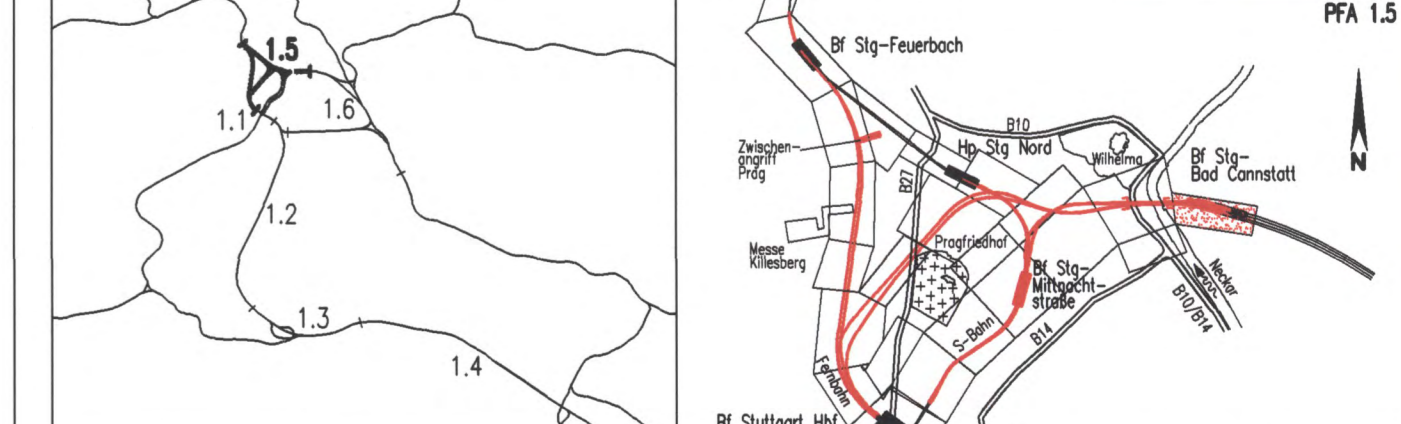 1.5
1.6
1.1
1.2
1.3
1.4
PFA 1.5
Bf Stg-Feuerbach
N
B10
Zwischen-
angriff
Prag
Hp Stg Nord
Wilhelma
Bf Stg-
Bad Cannstatt
B27
Messe
Killesberg
Pragfriedhof
Bf Stg-
Mittnacht-
straße
Neckar
B10/B14
S-Bahn
B14
Fernbahn
Bf Stuttgart Hbf